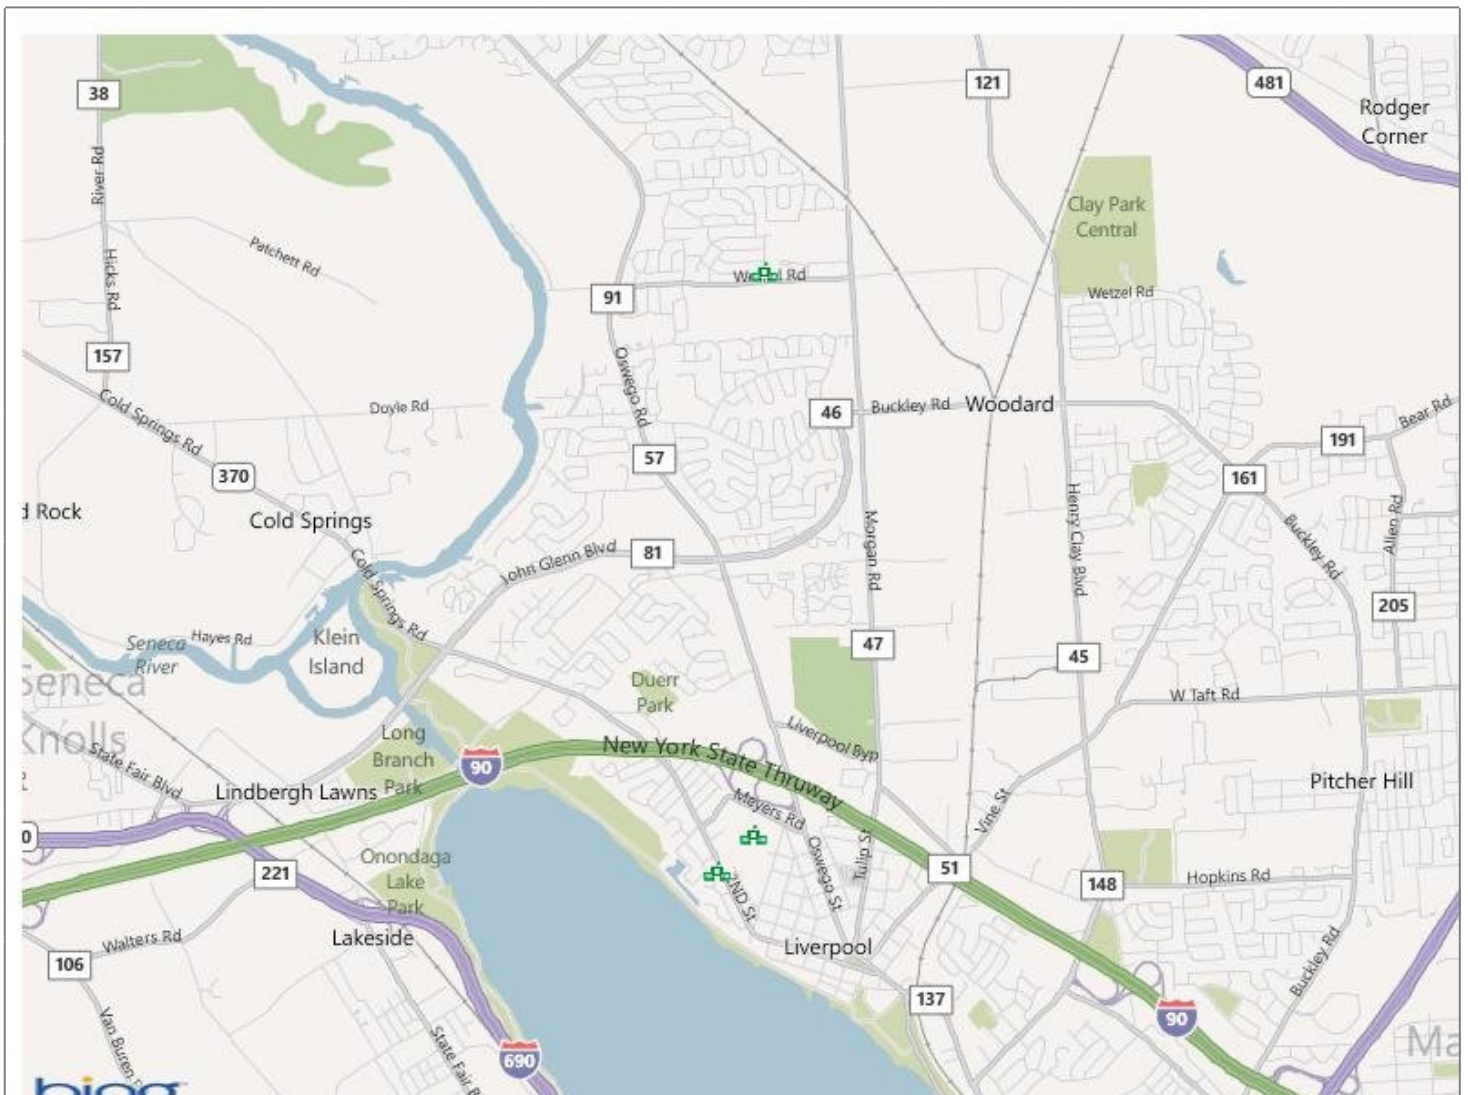 38
121
481
Rodger
Corner
River Rd
Clay Park
Central
Patchett Rd
Hicks Rd
Rd
91
Wetzel Rd
157
Oswego Rd
Cold Springs Rd
Doyle Rd
46
Buckley Rd
Woodard
Bear Rd
191
57
370
161
d Rock
Cold Springs
Morgan Rd
Henry Clay Blvd
Buckley Rd
Allen Rd
John Glenn Blvd
81
Cold Springs Rd
205
Seneca
River
Hayes Rd
Klein
Island
47
45
Seneca
Knolls
Duerr
Park
W Taft Rd
Long
Branch
Park
Liverpool Byp
New York State Thruway
State Fair Blvd
90
Lindbergh Lawns
Pitcher Hill
Mayers Rd
Vine St
0
Onondaga
Lake
Park
221
Oswego St
Tulip St
51
148
Hopkins Rd
2ND St
Walters Rd
Lakeside
Liverpool
106
Buckley Rd
137
90
Van Buren
State Fair B
690
Ma
bing